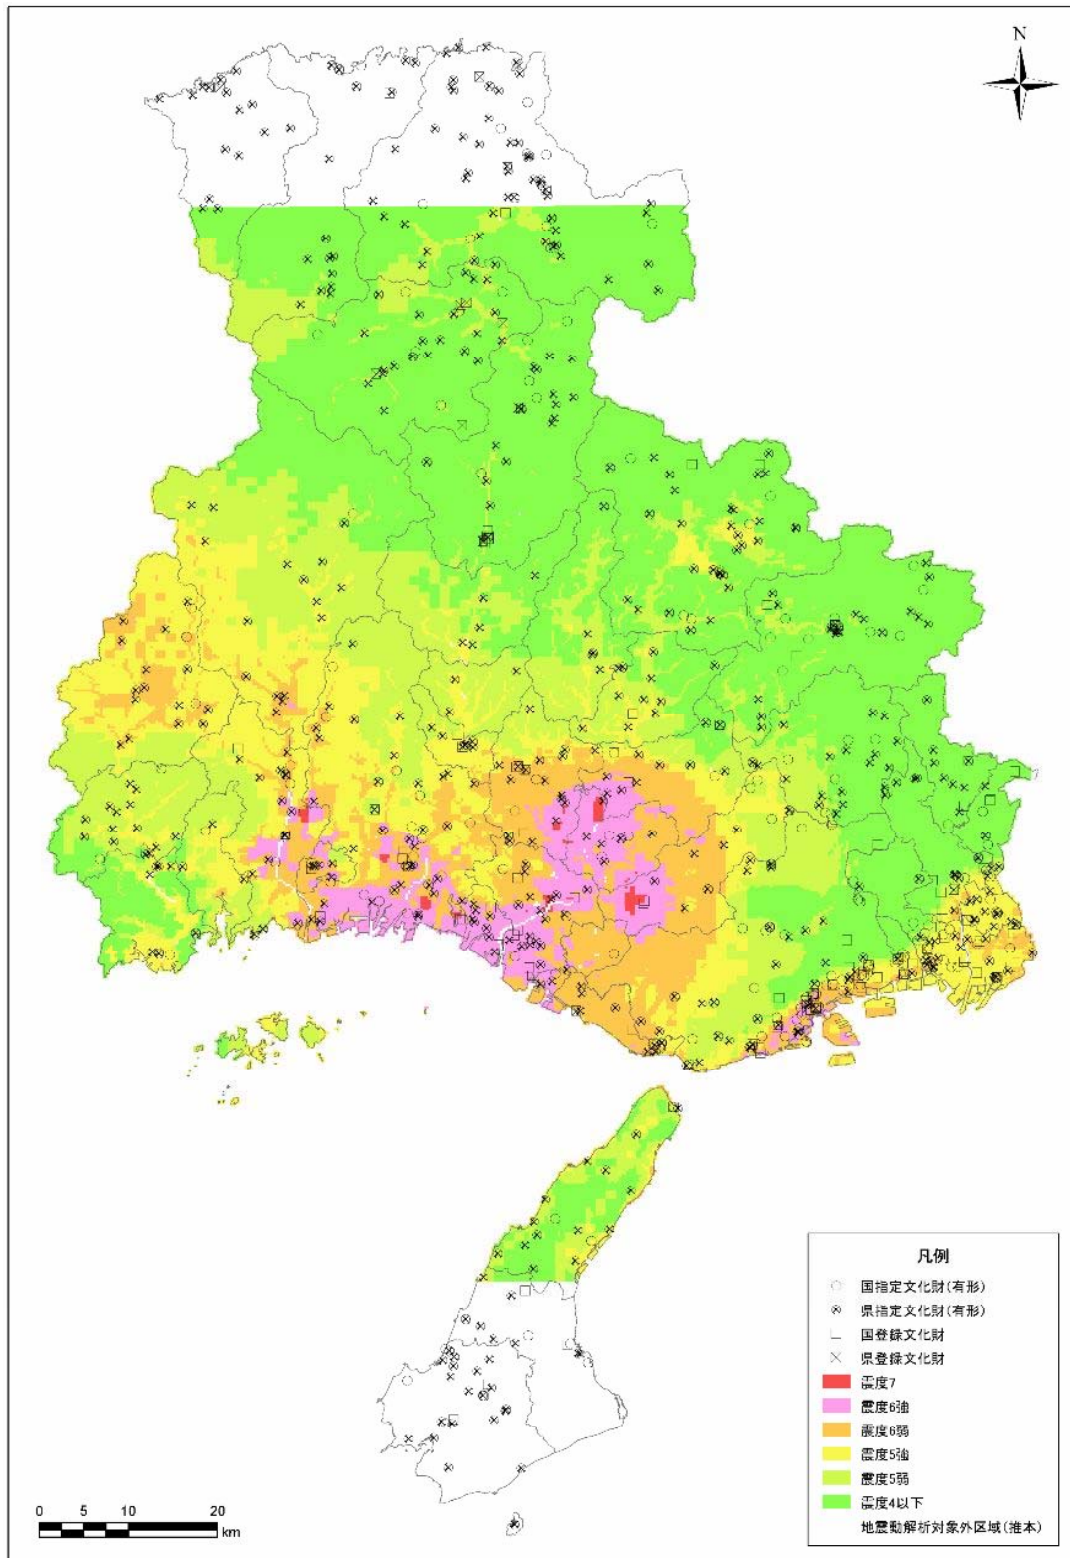 N
凡例
国指定文化財(有形)
県指定文化財(有形)
国登録文化財
県登録文化財
震度7
震度6強
震度6弱
震度5強
震度5弱
震度4以下
地震動解析対象外区域(推本)
0 5 10 20
km